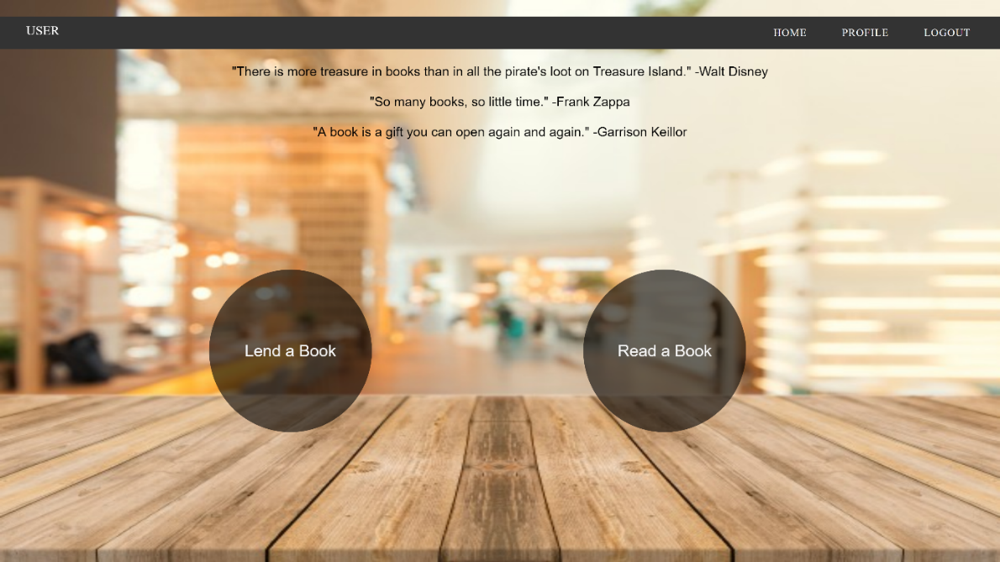 USER
HOME PROFILE LOGOUT
"There is more treasure in books than in all the pirate's loot on Treasure Island." -Walt Disney
"So many books, so little time." -Frank Zappa
"A book is a gift you can open again and again." -Garrison Keillor
Lend a Book
Read a Book